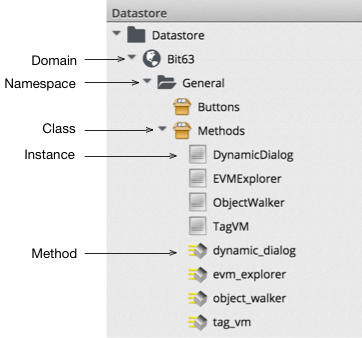 Datastore
Datastore
Domain Bit63
Namespace General
Buttons
Class Methods
Instance DynamicDialog
EVMExplorer
ObjectWalker
TagVM
Method dynamic_dialog
evm_explorer
object_walker
tag_vm